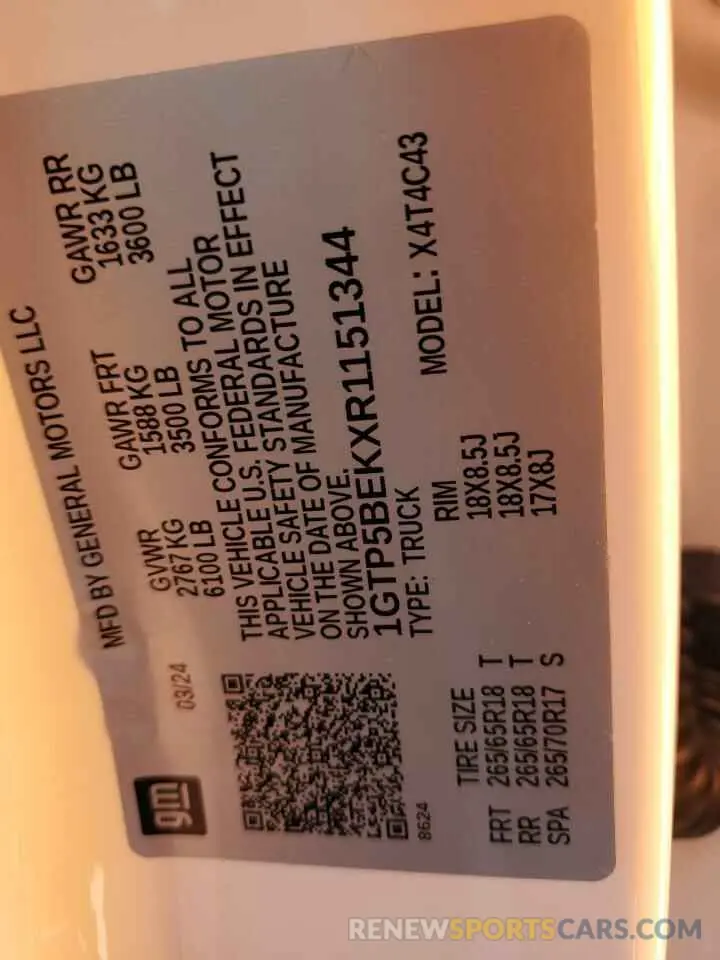 gm
MFD BY GENERAL MOTORS LLC
03/24
GVWR GAWR FRT GAWR RR
2767 KG 1588 KG 1633 KG
6100 LB 3500 LB 3600 LB
THIS VEHICLE CONFORMS TO ALL
APPLICABLE U.S. FEDERAL MOTOR
VEHICLE SAFETY STANDARDS IN EFFECT
ON THE DATE OF MANUFACTURE
SHOWN ABOVE.
1GTP5BEKXR1151344
TYPE: TRUCK MODEL: X4T4C43
8624
TIRE SIZE RIM
FRT 265/65R18 T 18X8.5J
RR 265/65R18 T 18X8.5J
SPA 265/70R17 S 17X8J
RENEWSPORTSCARS.COM